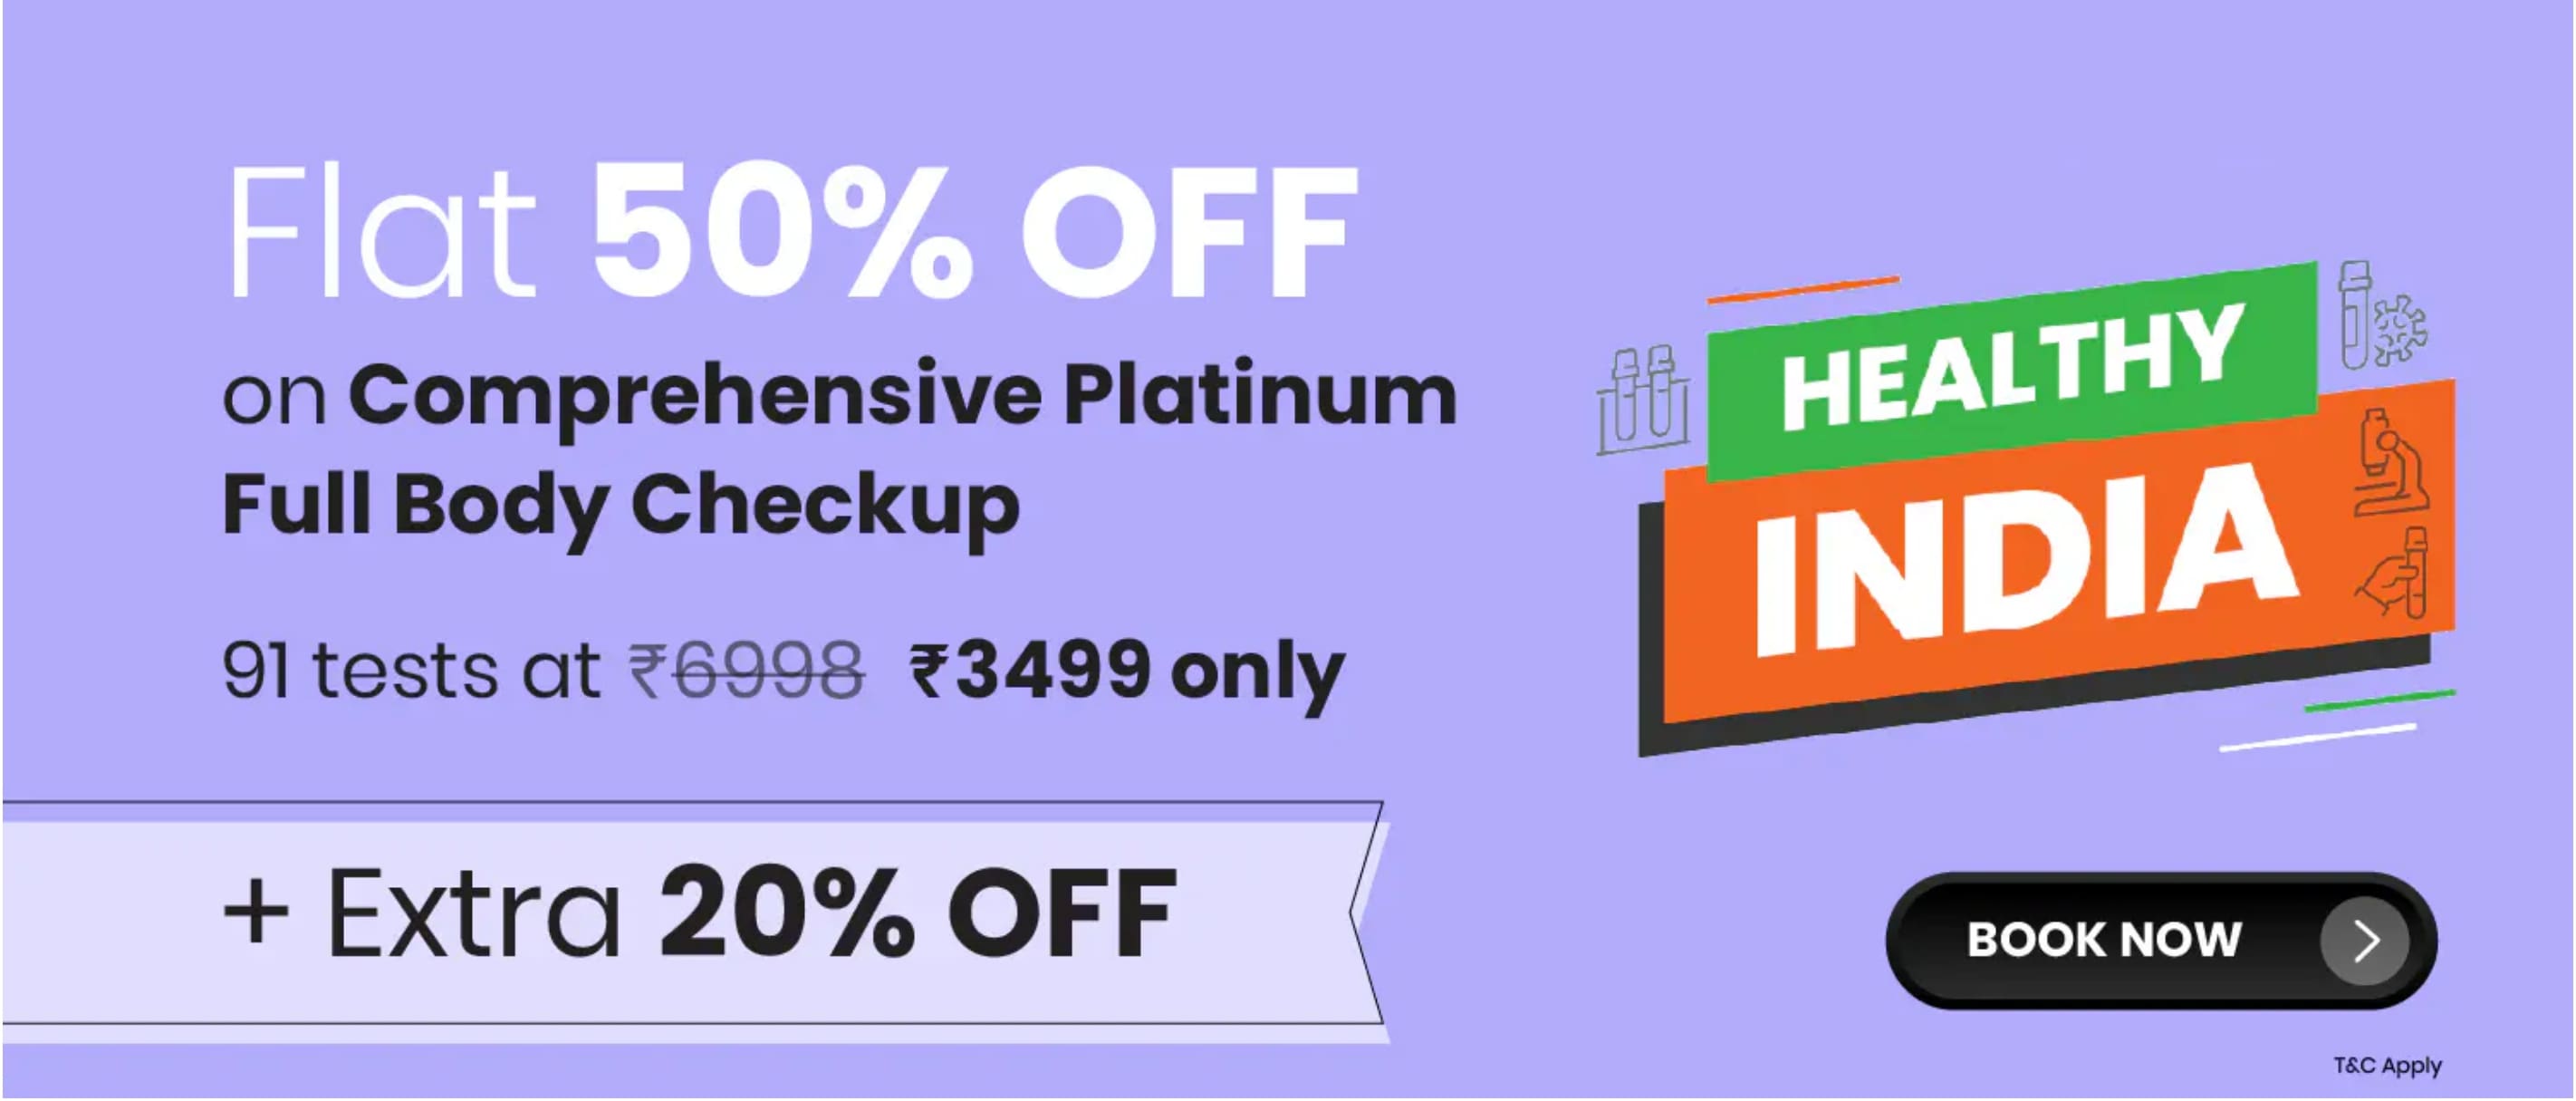 Flat 50% OFF
on Comprehensive Platinum
Full Body Checkup
91 tests at ₹6998 ₹3499 only
+ Extra 20% OFF
HEALTHY
INDIA
BOOK NOW
T&C Apply